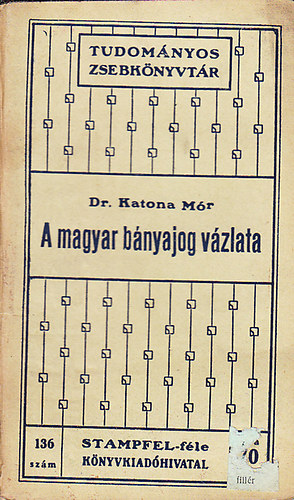 TUDOMÁNYOS
ZSEBKÖNYVTÁR
Dr. Katona Mór
A magyar bányajog vázlata
136
szám
STAMPFEL-féle
KÖNYVKIADÓHIVATAL
fillér